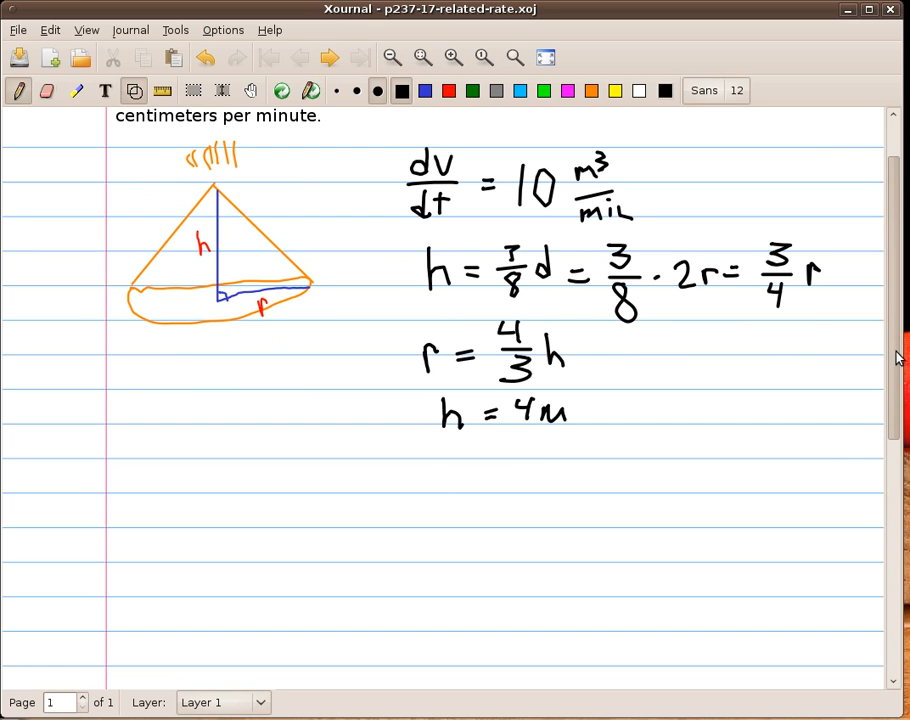 Xournal - p237-17-related-rate.xoj
File Edit View Journal Tools Options Help
T Sans 12
centimeters per minute.
dV/dt = 10 m³/min
h
r
h = 3/8 d = 3/8 · 2r = 3/4 r
r = 4/3 h
h = 4m
Page 1 of 1 Layer: Layer 1